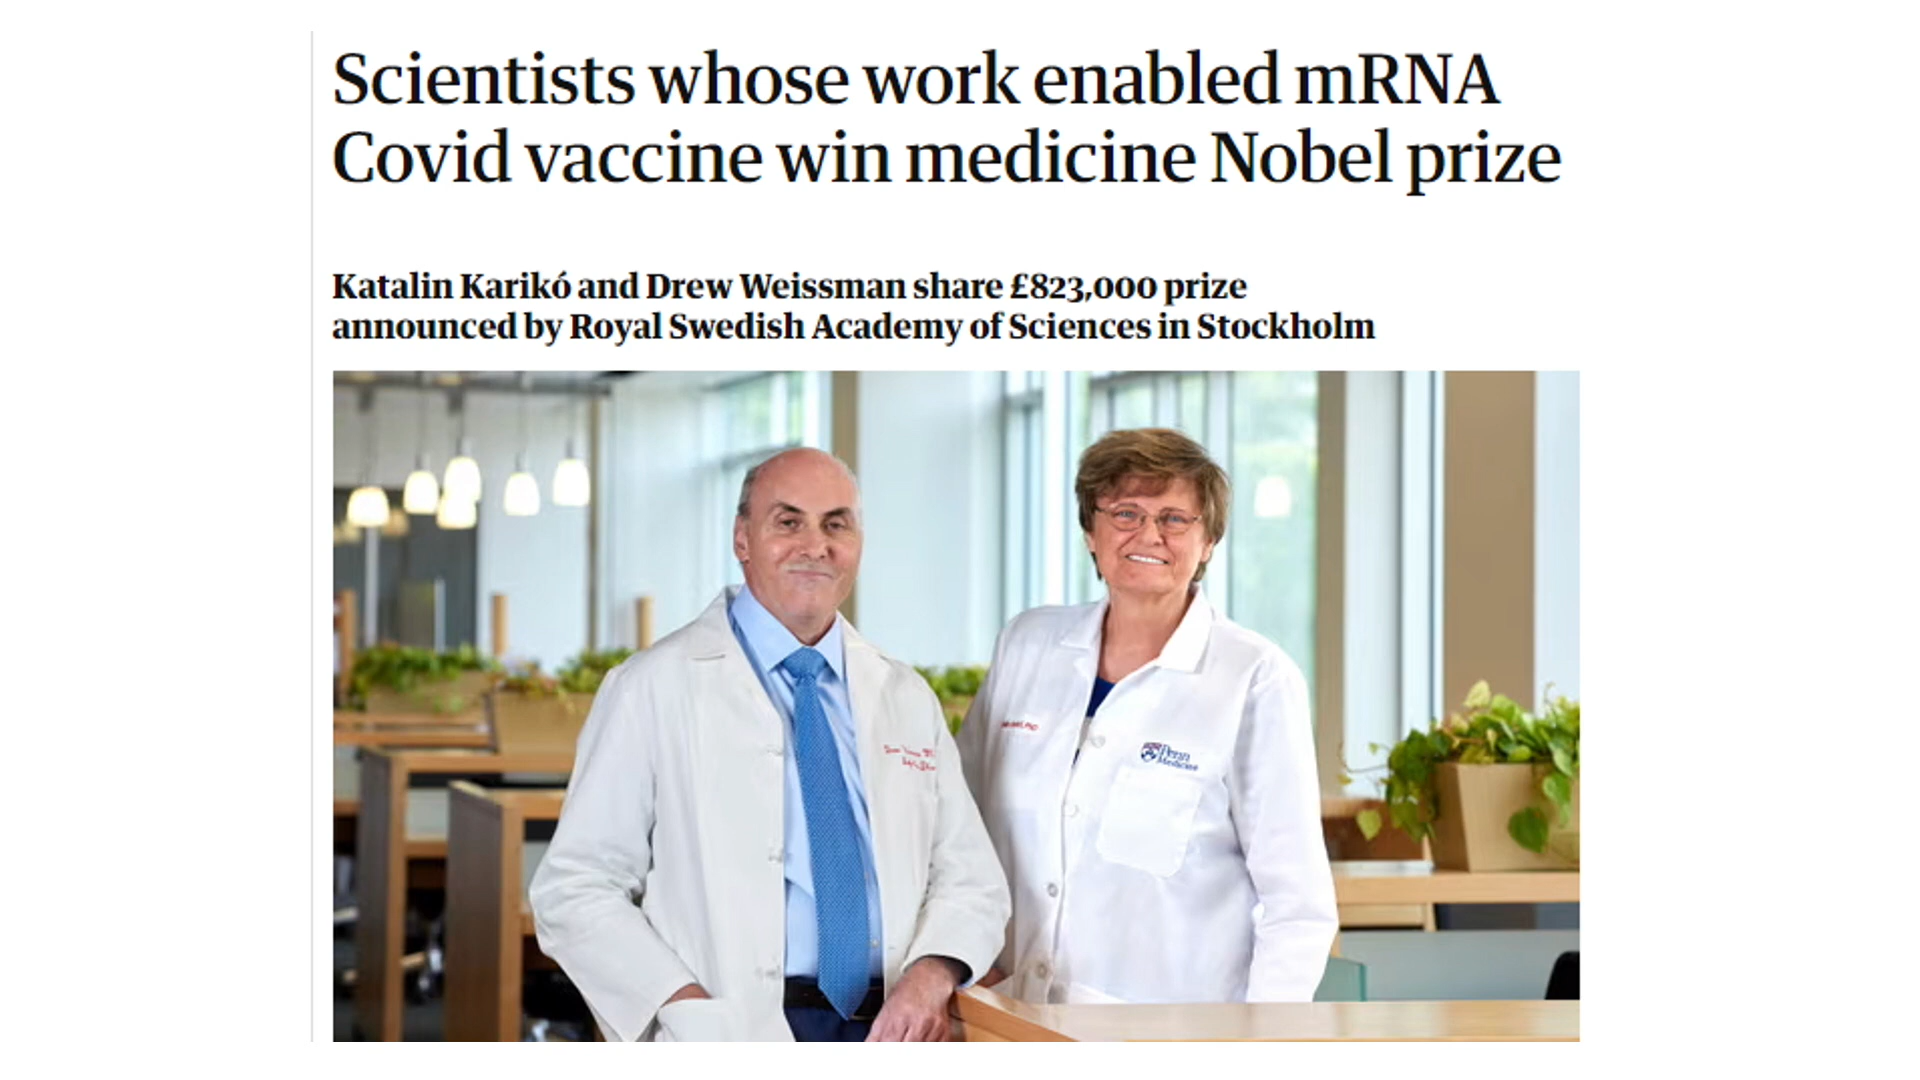 Scientists whose work enabled mRNA
Covid vaccine win medicine Nobel prize
Katalin Karikó and Drew Weissman share £823,000 prize
announced by Royal Swedish Academy of Sciences in Stockholm
Penn
Medicine